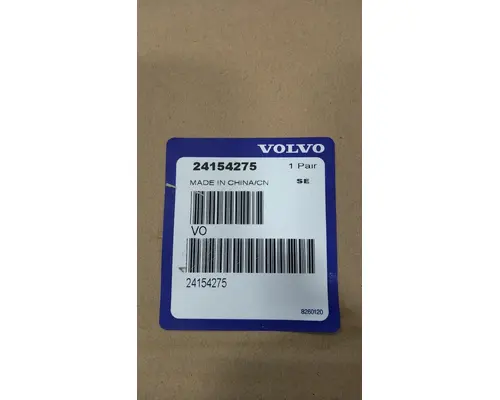 VOLVO
24154275 1 Pair
MADE IN CHINA/CN SE
VO
24154275
8260120